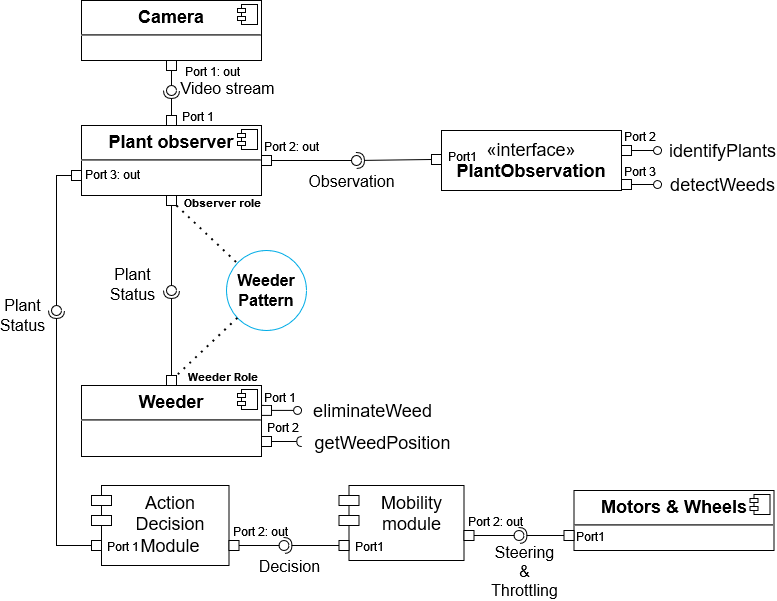 Camera
Port 1: out
Video stream
Port 1
Plant observer
Port 2: out
Port 3: out
Observation
Port1
«interface»
PlantObservation
Port 2
identifyPlants
Port 3
detectWeeds
Observer role
Plant
Status
Weeder
Pattern
Plant
Status
Weeder Role
Weeder
Port 1
eliminateWeed
Port 2
getWeedPosition
Action
Decision
Module
Port 1
Port 2: out
Decision
Mobility
module
Port1
Port 2: out
Steering
&
Throttling
Motors & Wheels
Port1